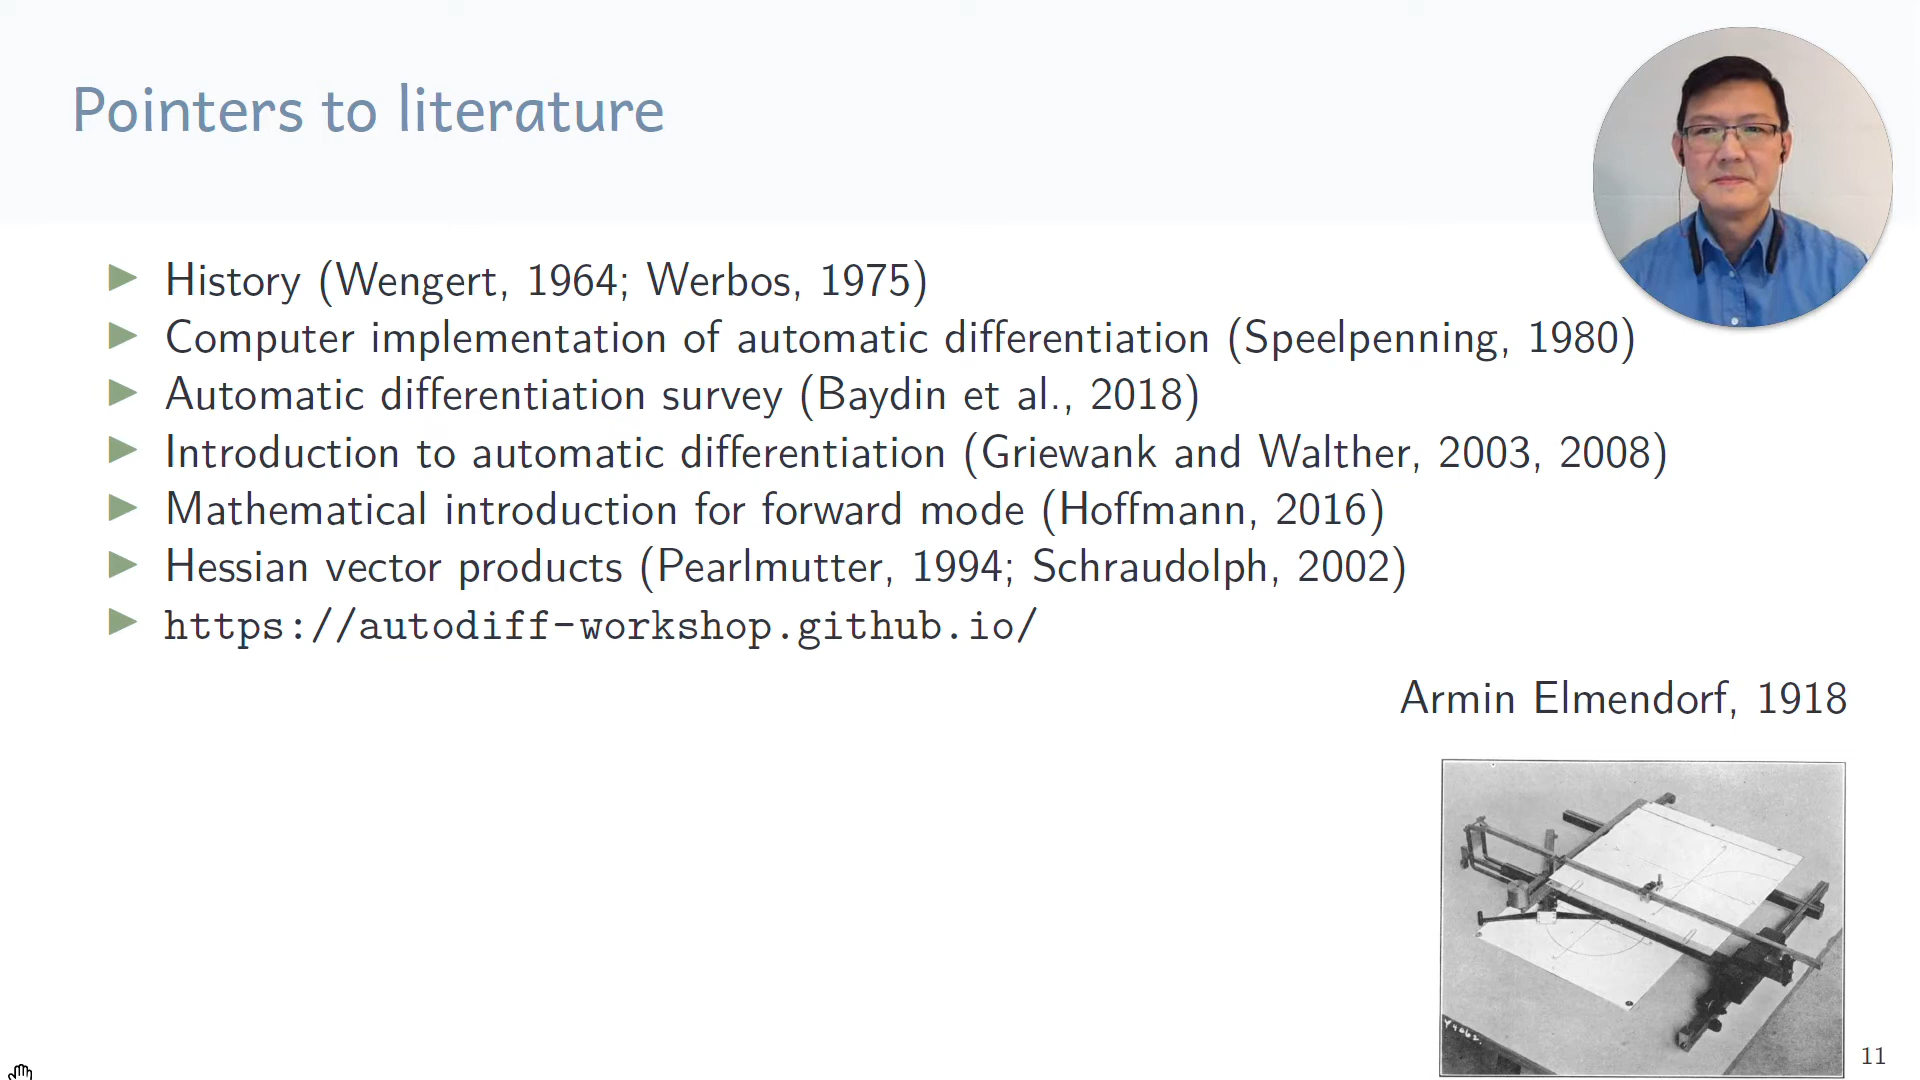 Pointers to literature
History (Wengert, 1964; Werbos, 1975)
Computer implementation of automatic differentiation (Speelpenning, 1980)
Automatic differentiation survey (Baydin et al., 2018)
Introduction to automatic differentiation (Griewank and Walther, 2003, 2008)
Mathematical introduction for forward mode (Hoffmann, 2016)
Hessian vector products (Pearlmutter, 1994; Schraudolph, 2002)
https://autodiff-workshop.github.io/
Armin Elmendorf, 1918
11